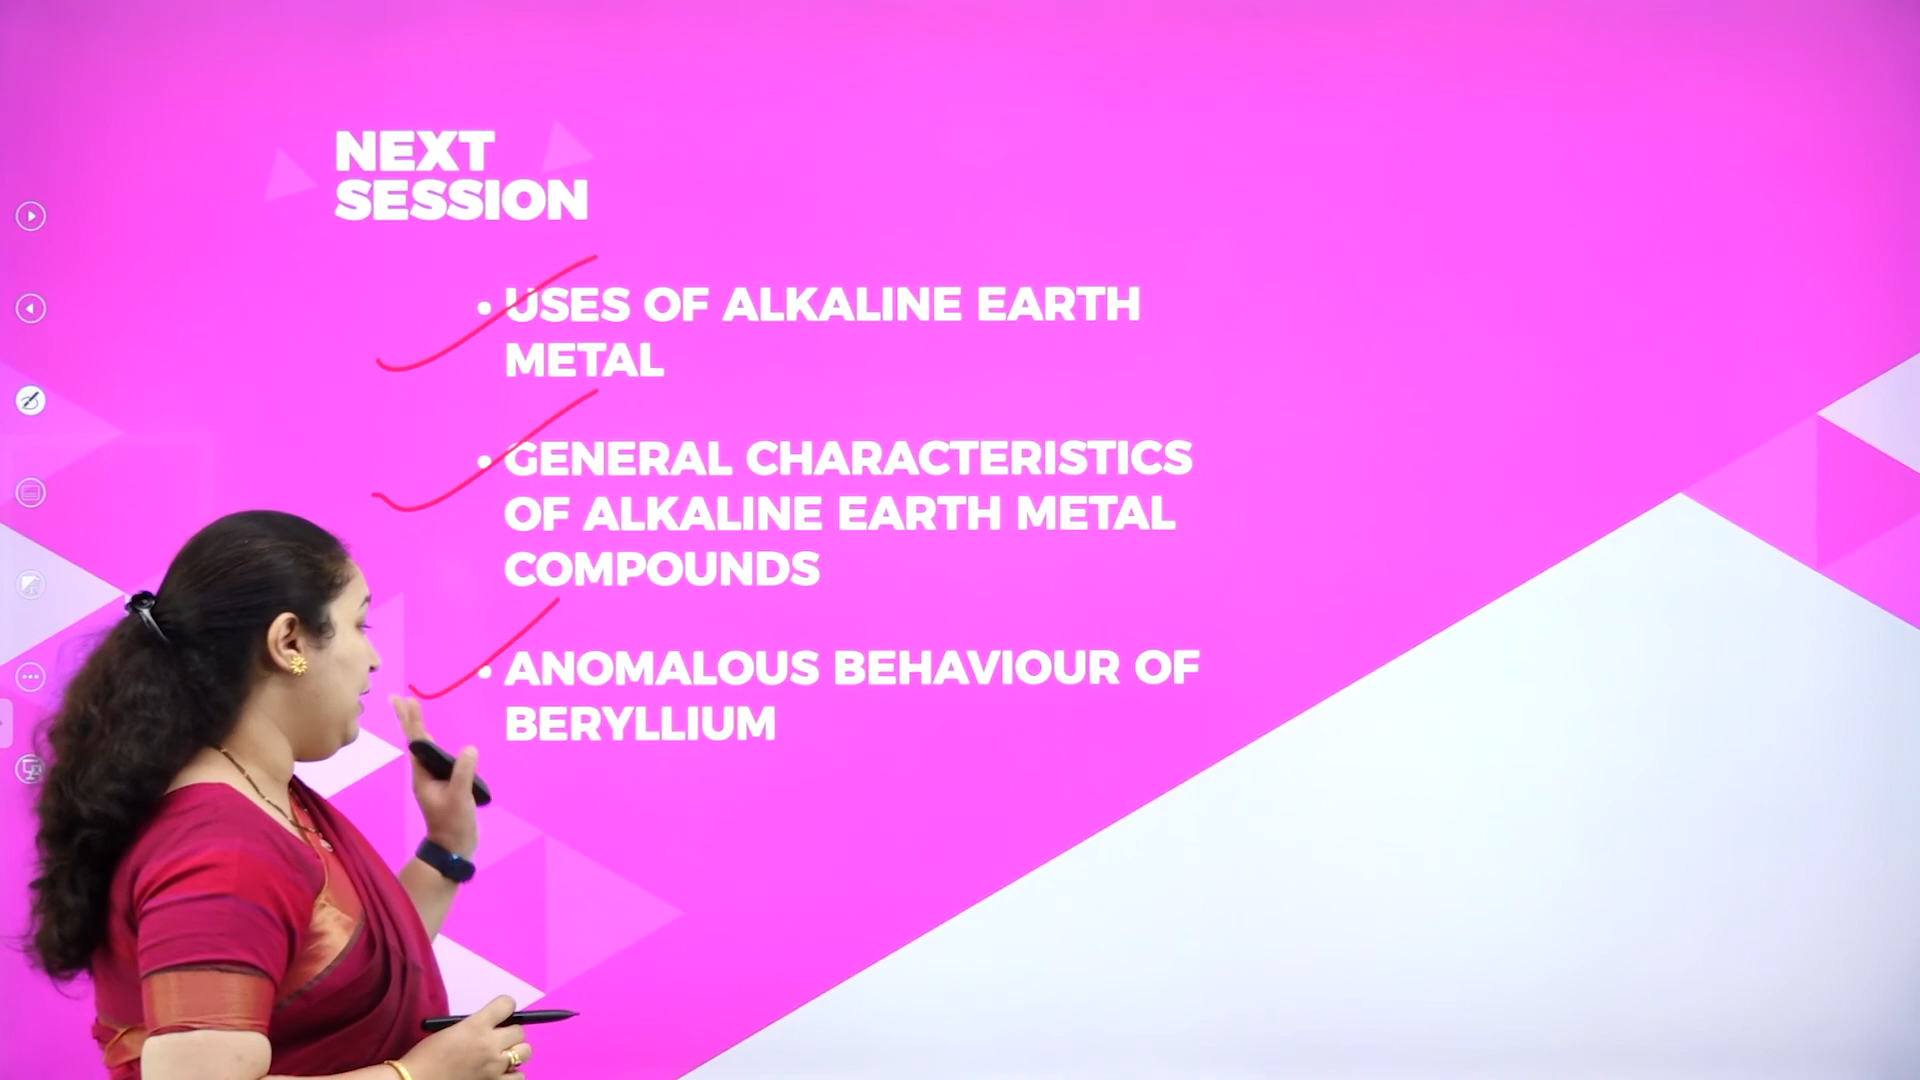 NEXT
SESSION
• USES OF ALKALINE EARTH
METAL
• GENERAL CHARACTERISTICS
OF ALKALINE EARTH METAL
COMPOUNDS
• ANOMALOUS BEHAVIOUR OF
BERYLLIUM